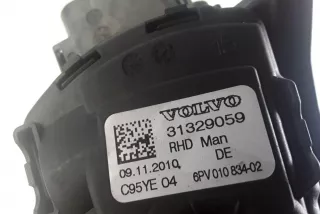 VOLVO
31329059
RHD Man
09.11.2010 DE
C95YE 04 6PV 010 834-02